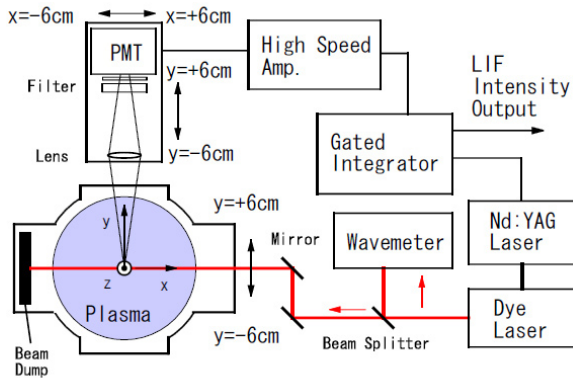 x=-6cm
x=+6cm
PMT
Filter
y=+6cm
y=-6cm
Lens
High Speed
Amp.
LIF
Intensity
Output
Gated
Integrator
Nd:YAG
Laser
Dye
Laser
Wavemeter
Mirror
Beam Splitter
y=+6cm
y=-6cm
y
x
z
Plasma
Beam
Dump